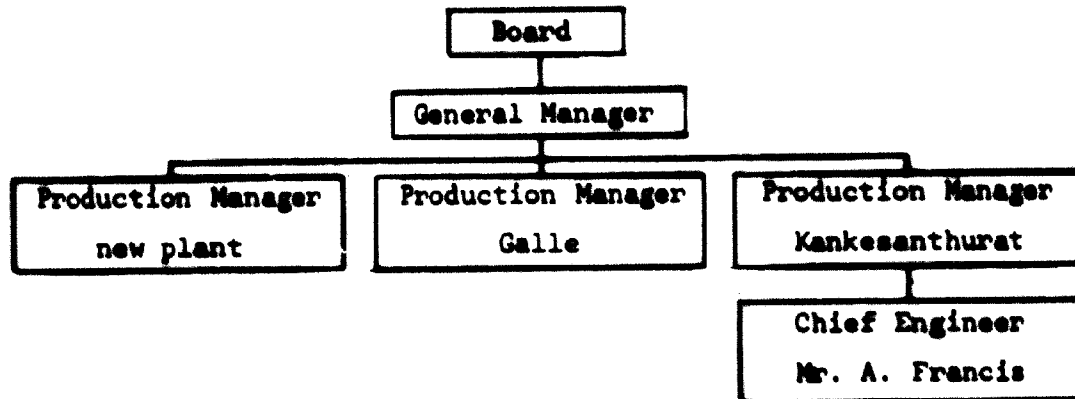 Board
General Manager
Production Manager
new plant
Production Manager
Galle
Production Manager
Kankesanthurat
Chief Engineer
Mr. A. Francis